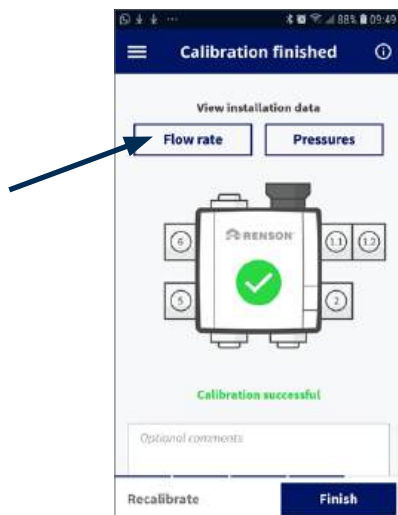 88% 09:49
Calibration finished
View installation data
Flow rate Pressures
6 RENSON 1.1 1.2
5 2
Calibration successful
Optional comments
Recalibrate Finish